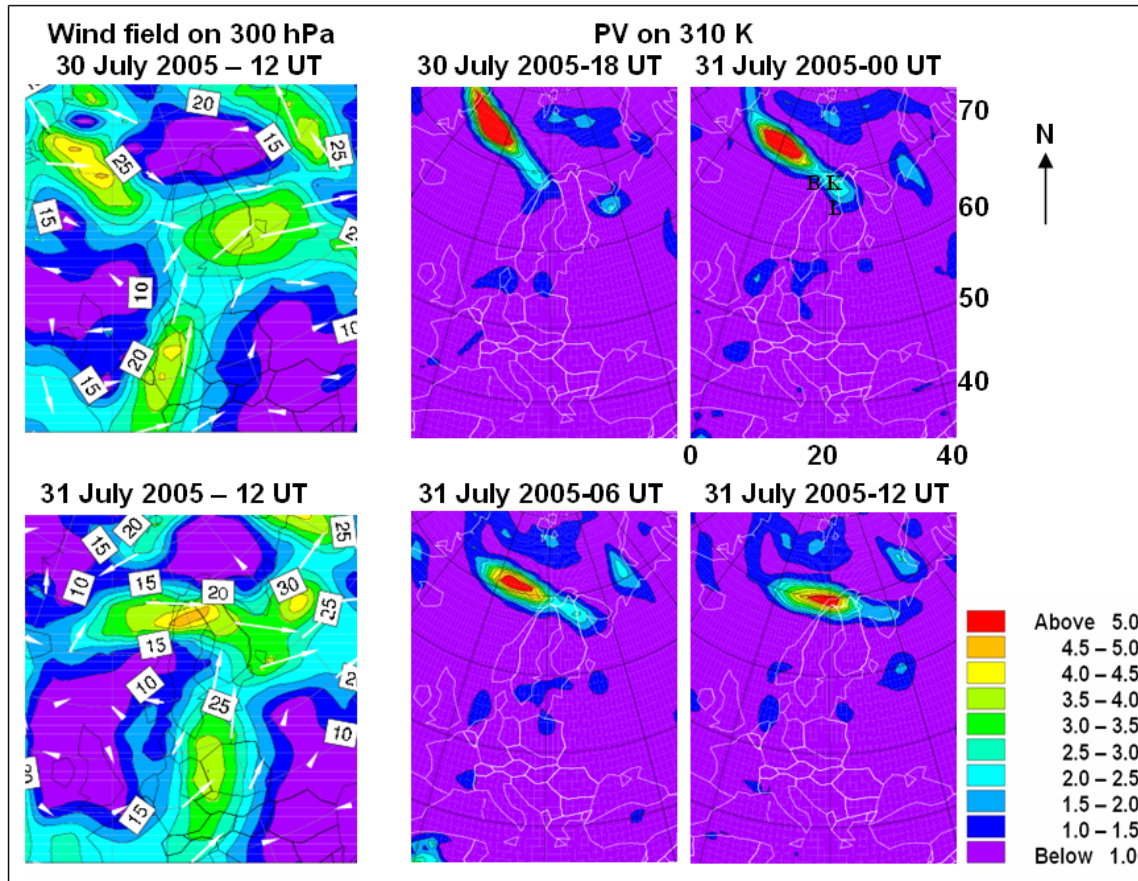 Wind field on 300 hPa
30 July 2005 – 12 UT
PV on 310 K
30 July 2005-18 UT
31 July 2005-00 UT
20
15
25
25
15
10
20
15
10
70
60
50
40
N
B K
L
0 20 40
31 July 2005 – 12 UT
31 July 2005-06 UT
31 July 2005-12 UT
20
15
25
10
15
20
30
25
15
10
25
10
15
Above 5.0
4.5 – 5.0
4.0 – 4.5
3.5 – 4.0
3.0 – 3.5
2.5 – 3.0
2.0 – 2.5
1.5 – 2.0
1.0 – 1.5
Below 1.0